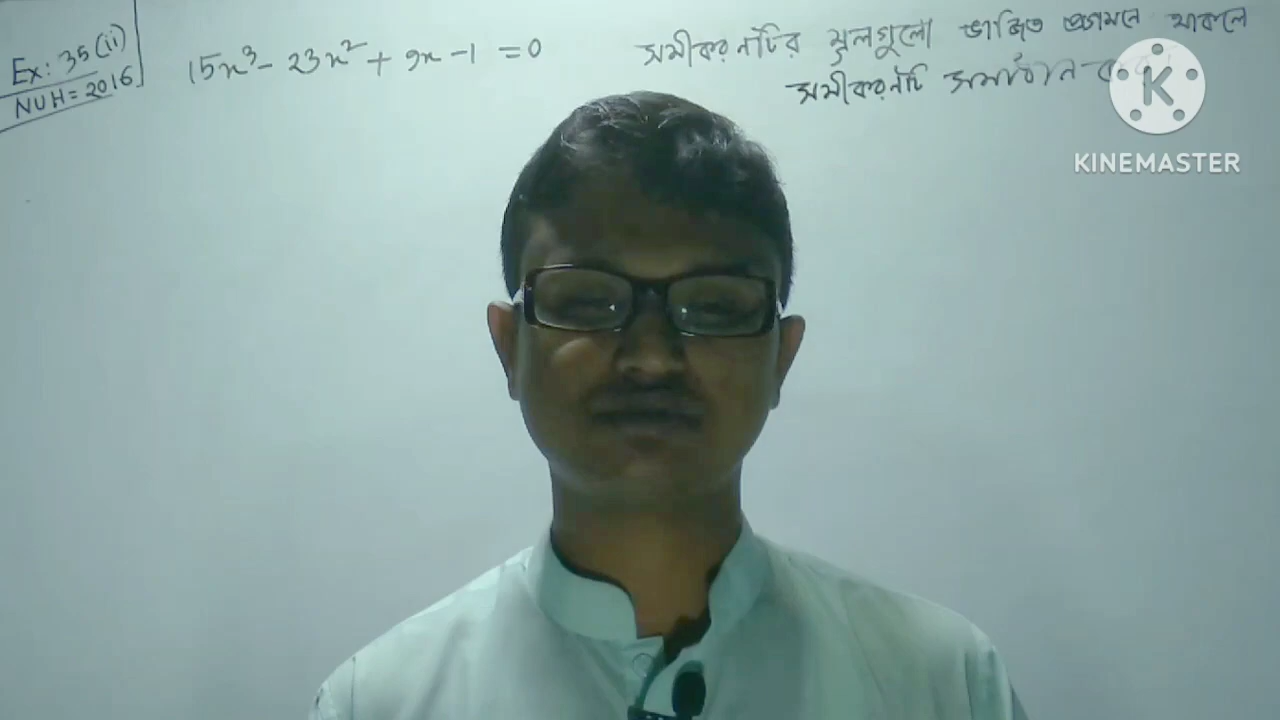 Ex: 35(ii)
NUH=2016
15x³ - 23x² + 9x - 1 = 0
সমীকরণটির মূলগুলো ভাজিত প্রগমনে থাকলে
সমীকরণটি সমাধান
K
KINEMASTER